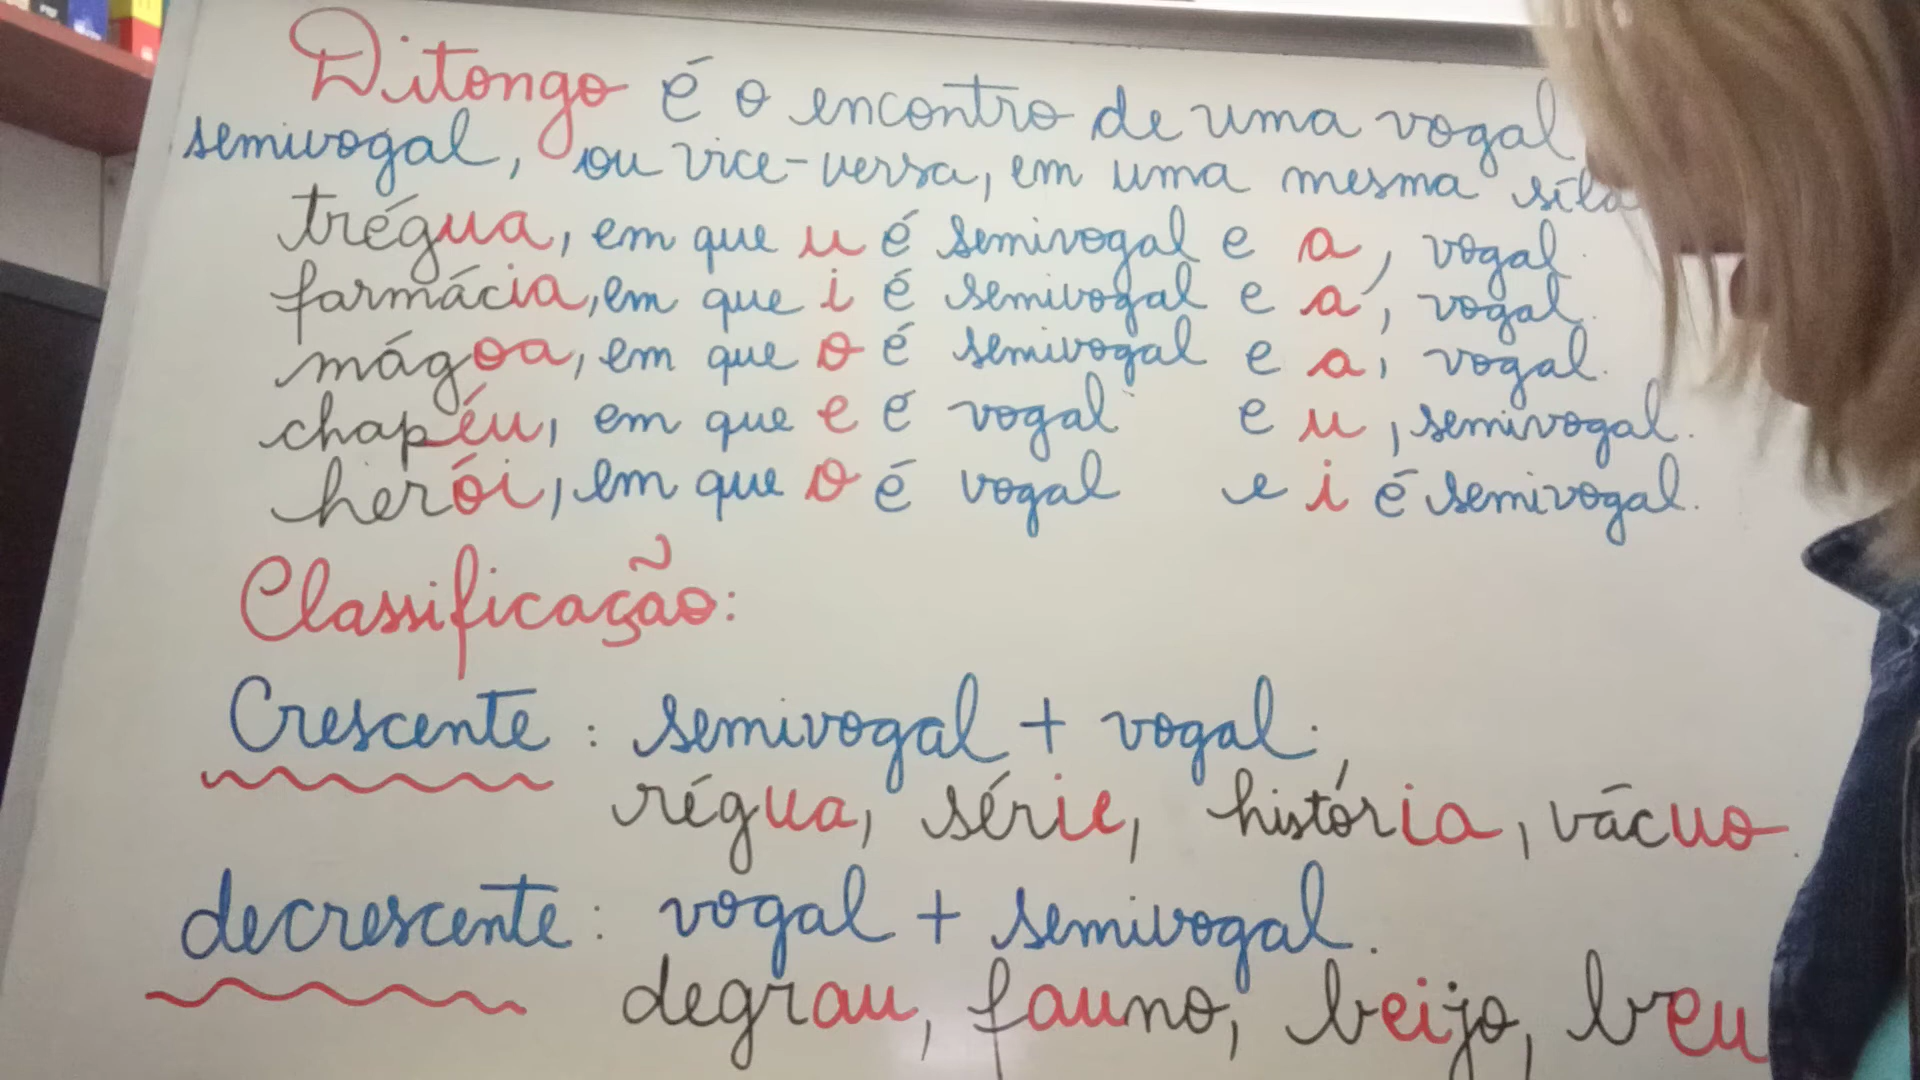 Ditongo é o encontro de uma vogal
semivogal, ou vice-versa, em uma mesma síla
trégua, em que u é semivogal e a, vogal.
farmácia, em que i é semivogal e a, vogal.
mágoa, em que o é semivogal e a, vogal.
chapéu, em que e é vogal e u, semivogal.
herói, em que o é vogal e i é semivogal.
Classificação:
Crescente: semivogal + vogal.
régua, série, história, vácuo.
decrescente: vogal + semivogal.
degrau, fauno, beijo,